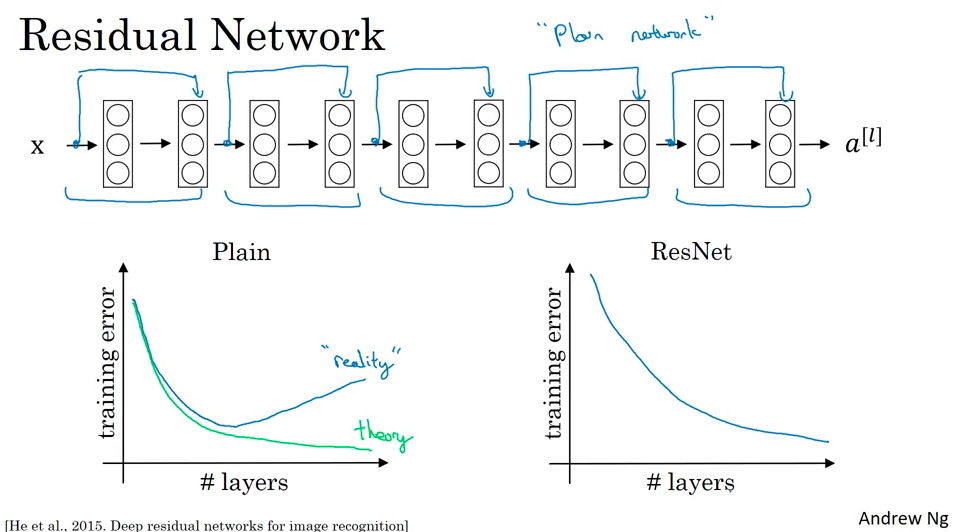 Residual Network
"Plain network"
x
a^[l]
Plain
training error
"reality"
theory
# layers
ResNet
training error
# layers
[He et al., 2015. Deep residual networks for image recognition]
Andrew Ng